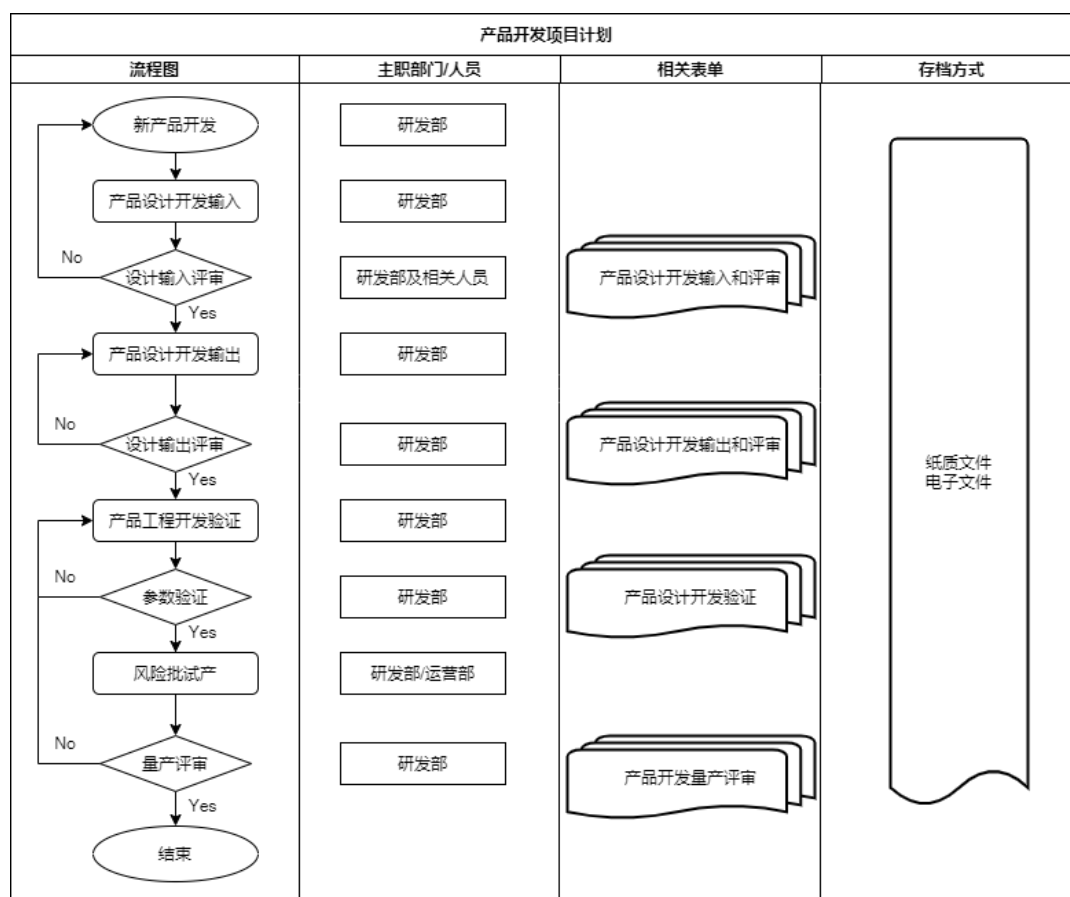 产品开发项目计划
流程图 主职部门/人员 相关表单 存档方式
新产品开发 研发部
产品设计开发输入 研发部
No
设计输入评审 研发部及相关人员 产品设计开发输入和评审
Yes
产品设计开发输出 研发部
No
设计输出评审 研发部 产品设计开发输出和评审
纸质文件
电子文件
Yes
产品工程开发验证 研发部
No
参数验证 研发部 产品设计开发验证
Yes
风险批试产 研发部/运营部
No
量产评审 研发部 产品开发量产评审
Yes
结束